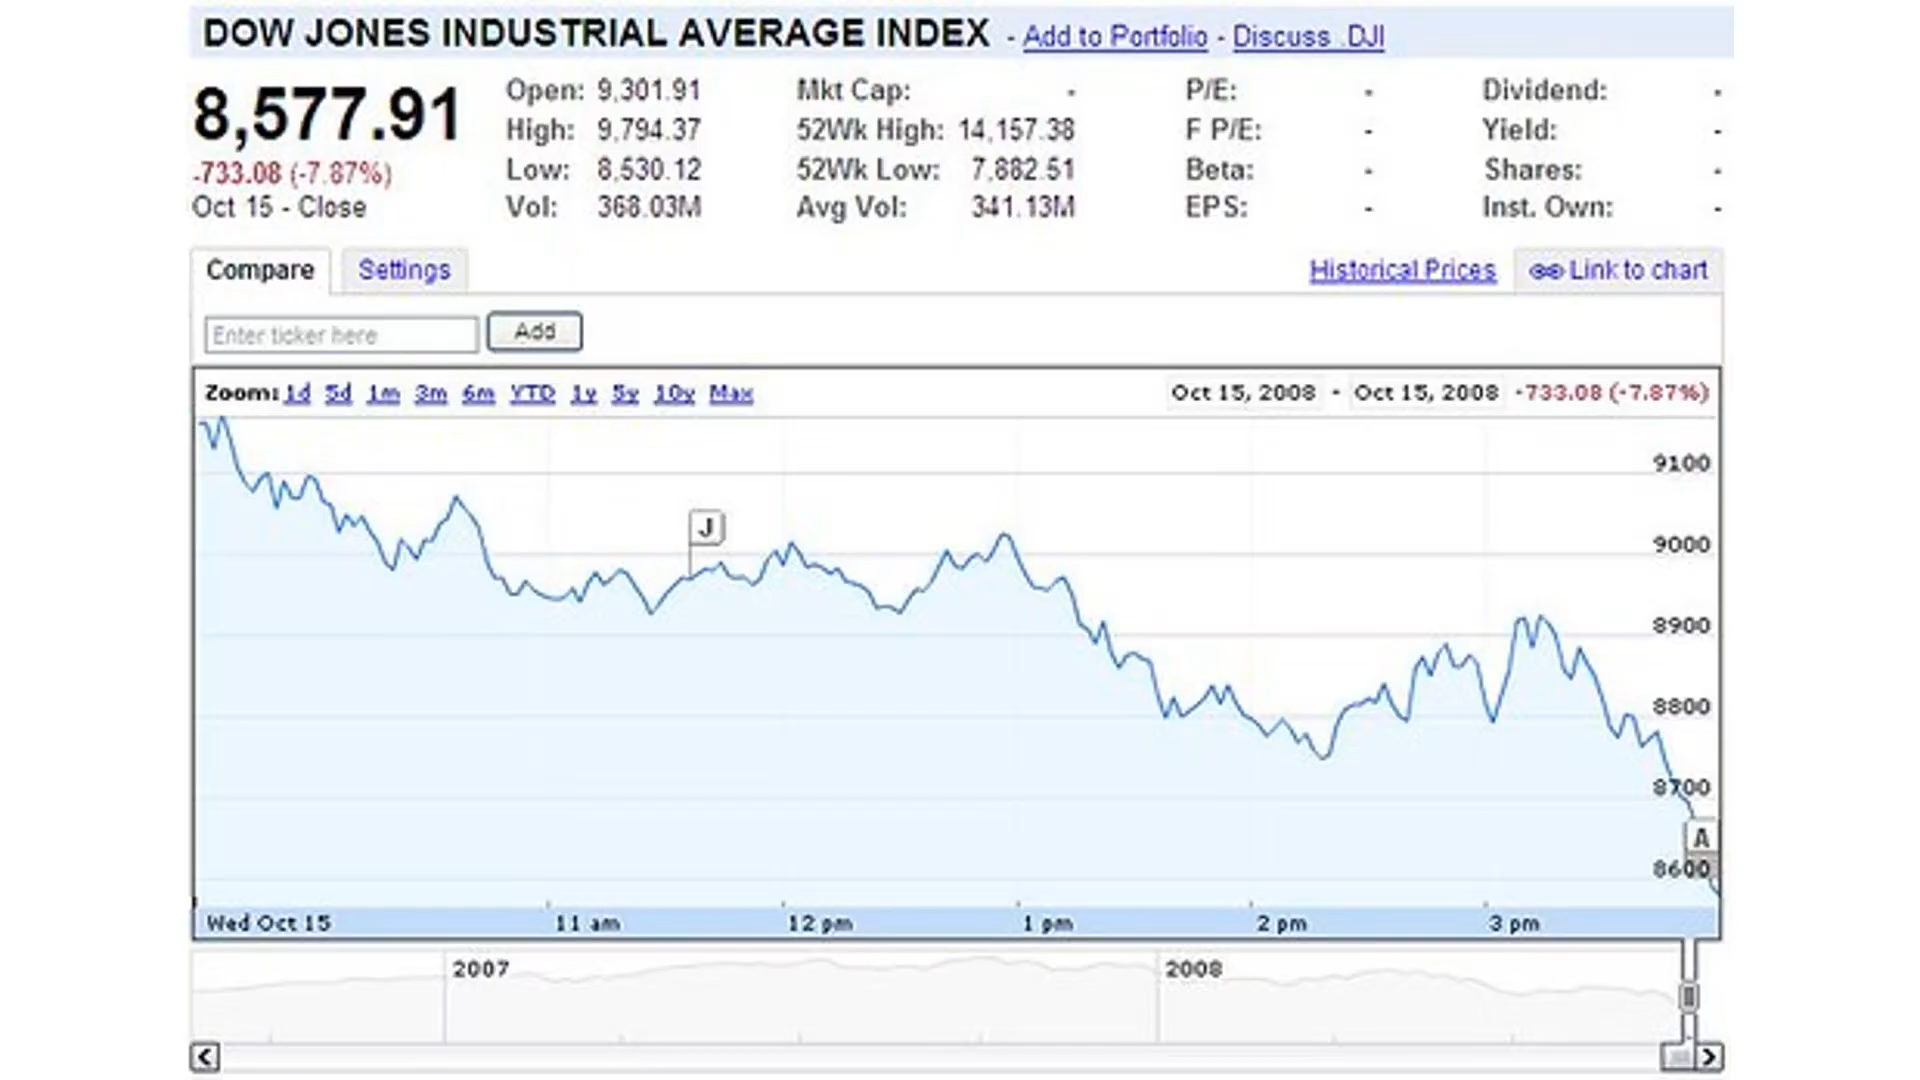 DOW JONES INDUSTRIAL AVERAGE INDEX - Add to Portfolio - Discuss .DJI
8,577.91
-733.08 (-7.87%)
Oct 15 - Close
Open: 9,301.91
High: 9,794.37
Low: 8,530.12
Vol: 368.03M
Mkt Cap: -
52Wk High: 14,157.38
52Wk Low: 7,882.51
Avg Vol: 341.13M
P/E: -
F P/E: -
Beta: -
EPS: -
Dividend: -
Yield: -
Shares: -
Inst. Own: -
Compare Settings Historical Prices Link to chart
Enter ticker here Add
Zoom: 1d 5d 1m 3m 6m YTD 1y 5y 10y Max Oct 15, 2008 - Oct 15, 2008 -733.08 (-7.87%)
9100
J
9000
8900
8800
8700
A
8600
Wed Oct 15 11 am 12 pm 1 pm 2 pm 3 pm
2007 2008